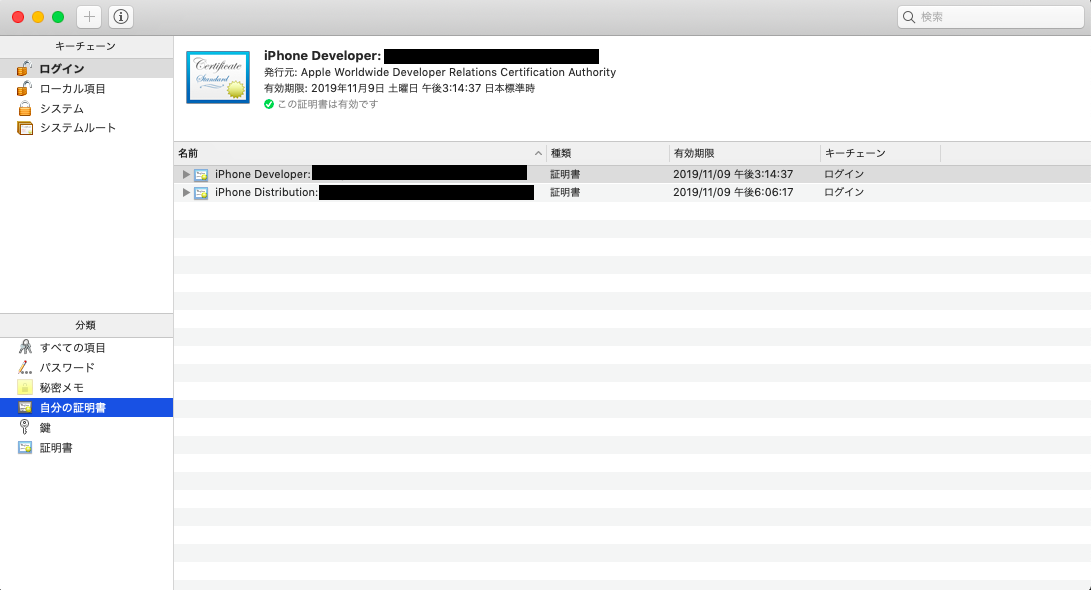 検索
キーチェーン
ログイン
ローカル項目
システム
システムルート
Certificate
Standard
iPhone Developer:
発行元: Apple Worldwide Developer Relations Certification Authority
有効期限: 2019年11月9日 土曜日 午後3:14:37 日本標準時
この証明書は有効です
名前 種類 有効期限 キーチェーン
iPhone Developer: 証明書 2019/11/09 午後3:14:37 ログイン
iPhone Distribution: 証明書 2019/11/09 午後6:06:17 ログイン
分類
すべての項目
パスワード
秘密メモ
自分の証明書
鍵
証明書